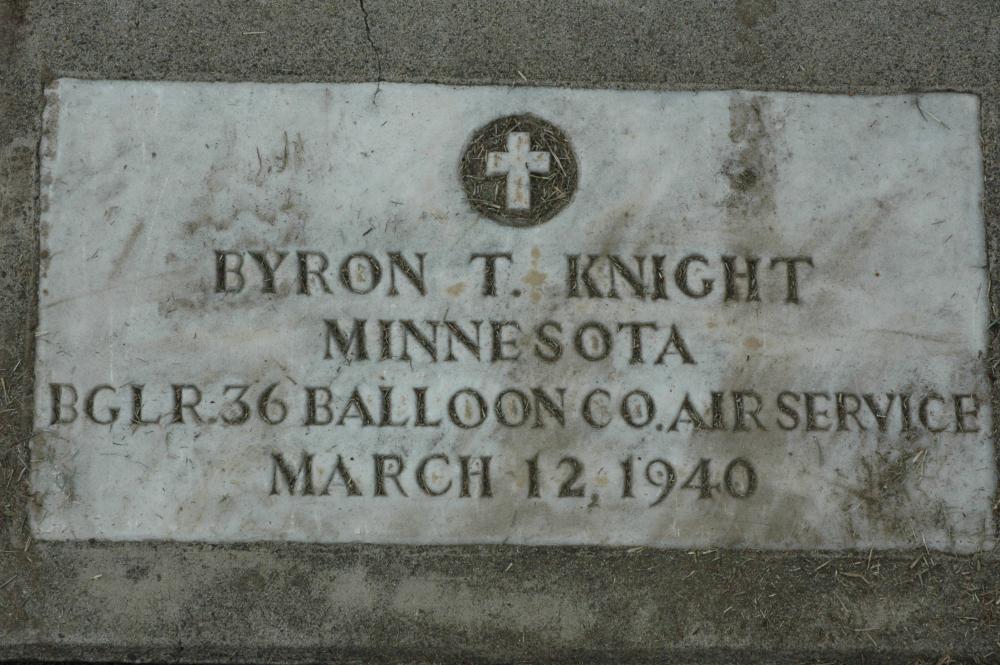 BYRON T. KNIGHT
MINNESOTA
BGLR. 36 BALLOON CO. AIR SERVICE
MARCH 12, 1940